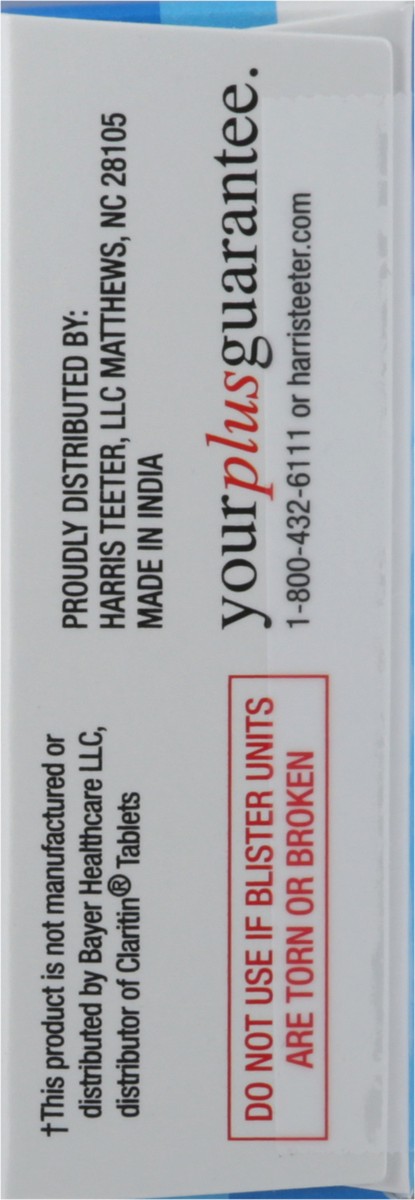 †This product is not manufactured or
distributed by Bayer Healthcare LLC,
distributor of Claritin® Tablets
DO NOT USE IF BLISTER UNITS
ARE TORN OR BROKEN
PROUDLY DISTRIBUTED BY:
HARRIS TEETER, LLC MATTHEWS, NC 28105
MADE IN INDIA
yourplusguarantee.
1-800-432-6111 or harristeeter.com